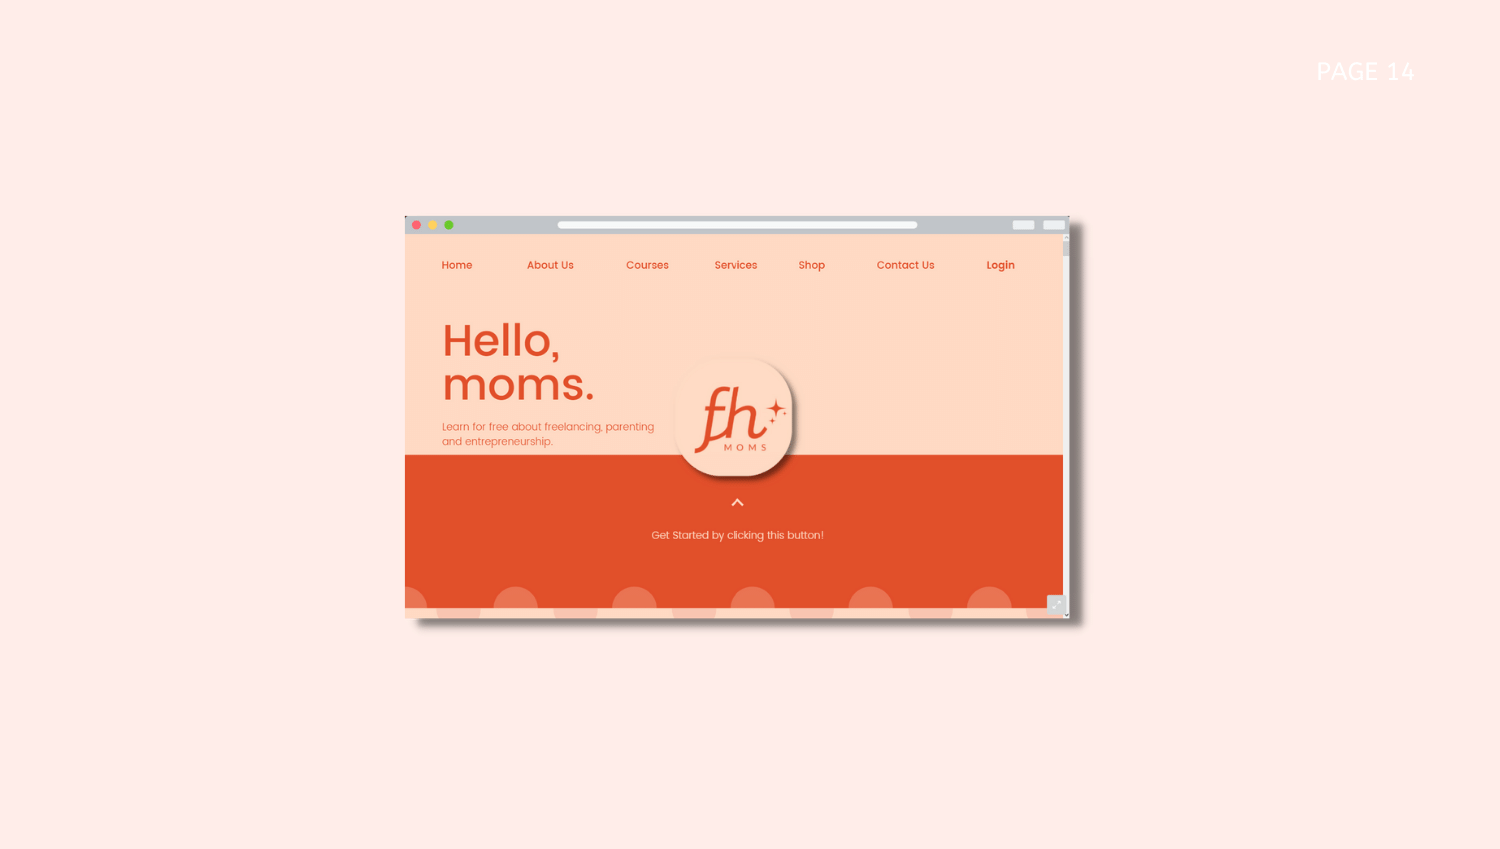 PAGE 14
Home About Us Courses Services Shop Contact Us Login
Hello,
moms.
Learn for free about freelancing, parenting
and entrepreneurship.
fh
MOMS
Get Started by clicking this button!